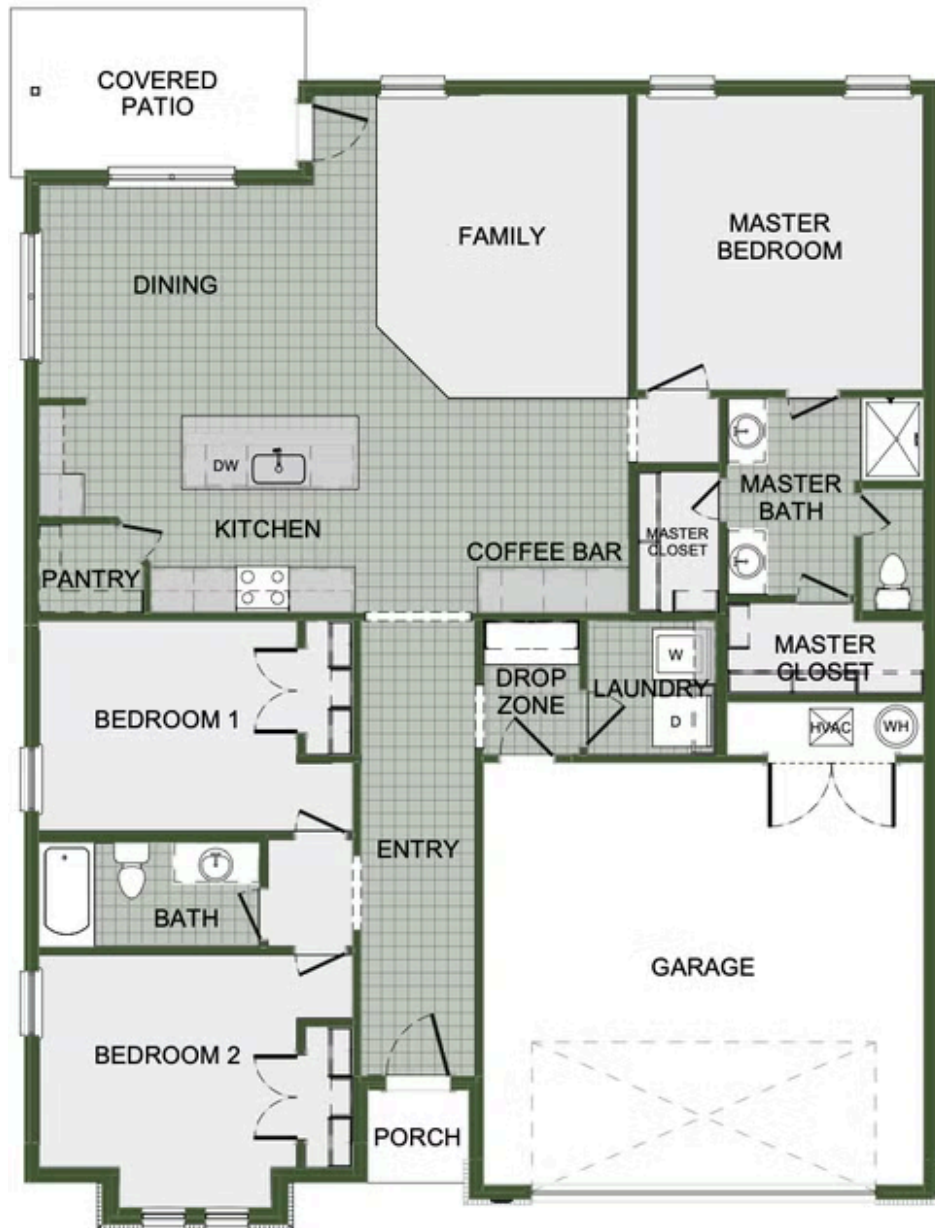 COVERED
PATIO
FAMILY
MASTER
BEDROOM
DINING
DW
KITCHEN
COFFEE BAR
MASTER
CLOSET
MASTER
BATH
PANTRY
BEDROOM 1
DROP
ZONE
LAUNDRY
W
D
MASTER
CLOSET
HVAC
WH
ENTRY
BATH
GARAGE
BEDROOM 2
PORCH